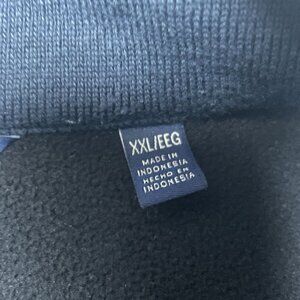 XXL/EEG
MADE IN
INDONESIA
HECHO EN
INDONESIA